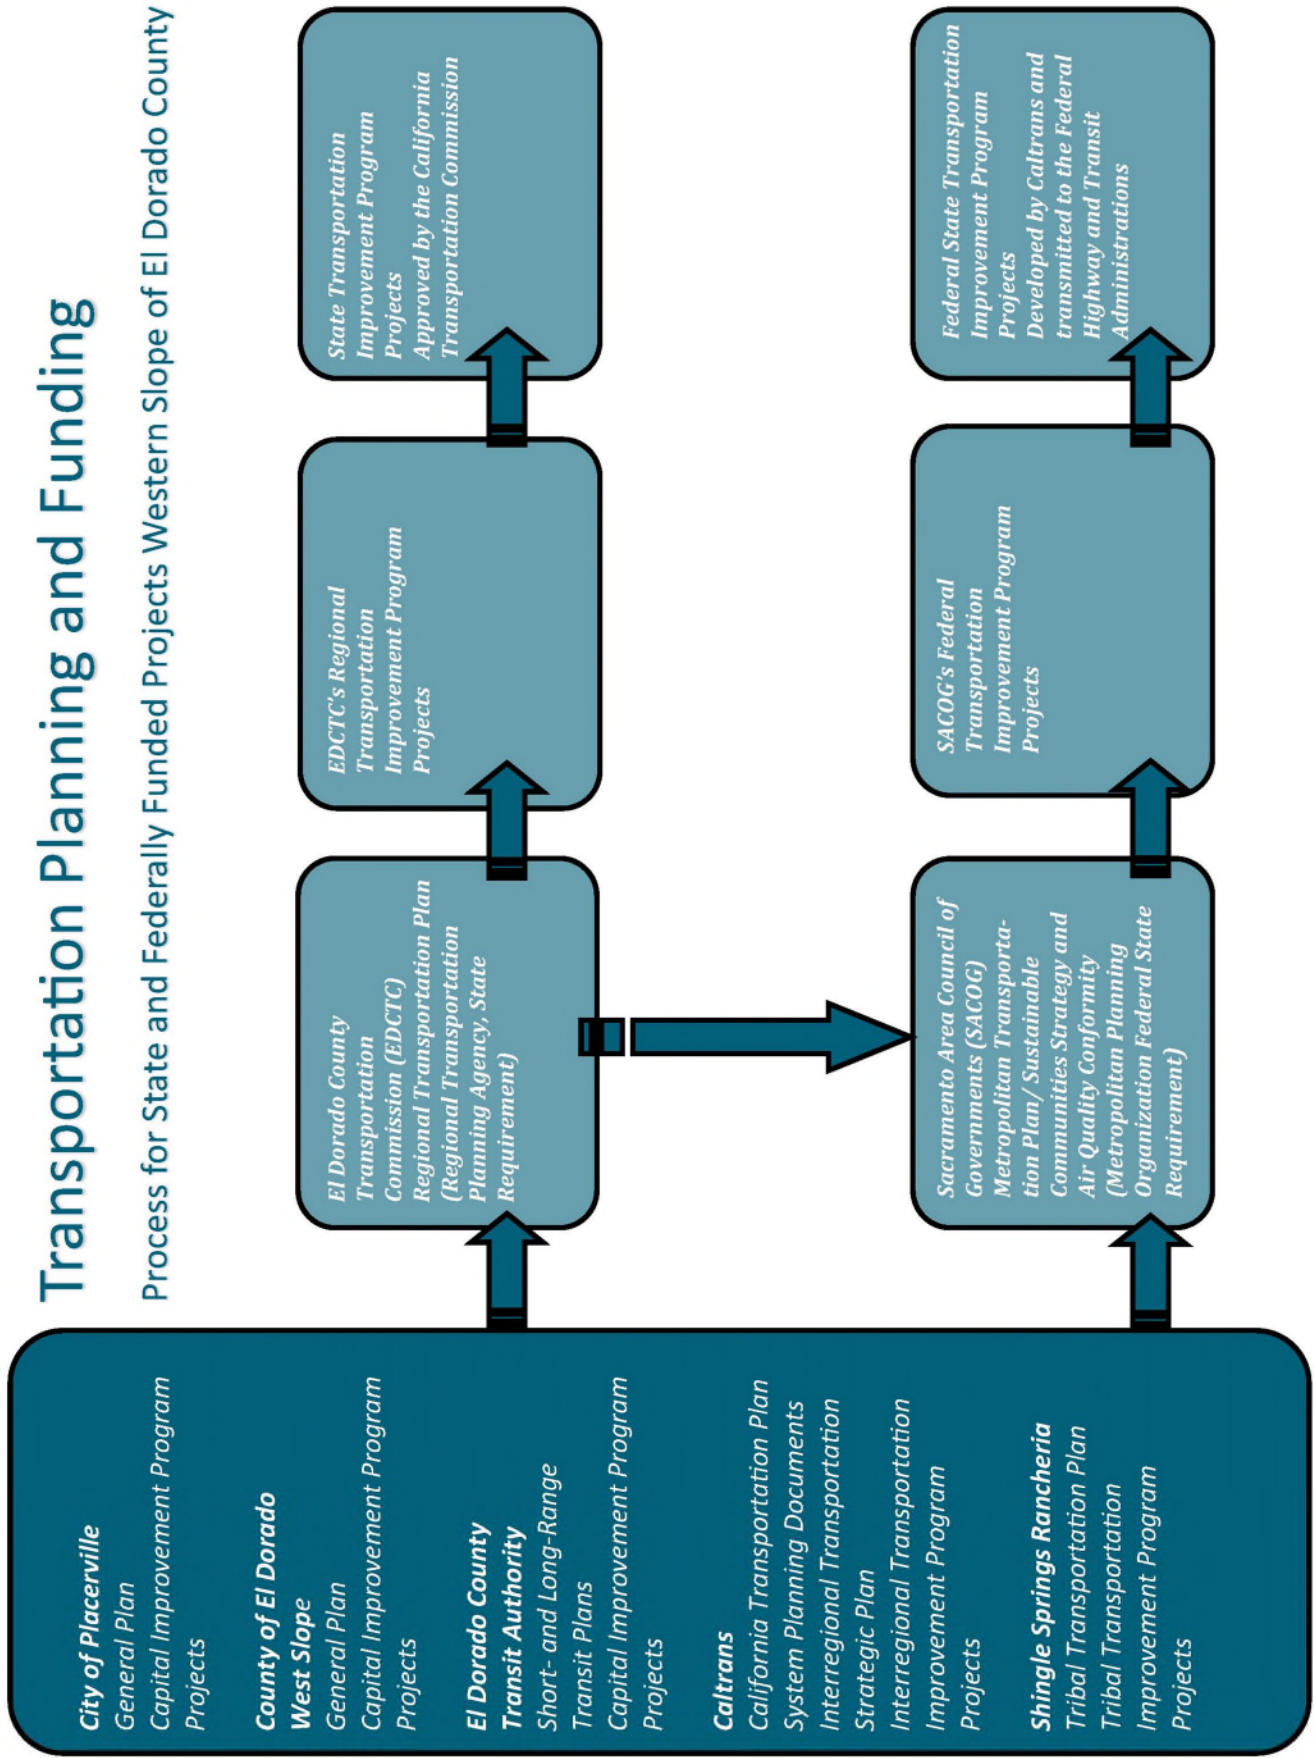 Transportation Planning and Funding
Process for State and Federally Funded Projects Western Slope of El Dorado County
City of Placerville
General Plan
Capital Improvement Program
Projects
County of El Dorado
West Slope
General Plan
Capital Improvement Program
Projects
El Dorado County
Transit Authority
Short- and Long-Range
Transit Plans
Capital Improvement Program
Projects
Caltrans
California Transportation Plan
System Planning Documents
Interregional Transportation
Strategic Plan
Interregional Transportation
Improvement Program
Projects
Shingle Springs Rancheria
Tribal Transportation Plan
Tribal Transportation
Improvement Program
Projects
El Dorado County
Transportation
Commission (EDCTC)
Regional Transportation Plan
(Regional Transportation
Planning Agency, State
Requirement)
EDCTC's Regional
Transportation
Improvement Program
Projects
State Transportation
Improvement Program
Projects
Approved by the California
Transportation Commission
Sacramento Area Council of
Governments (SACOG)
Metropolitan Transporta-
tion Plan/ Sustainable
Communities Strategy and
Air Quality Conformity
(Metropolitan Planning
Organization Federal State
Requirement)
SACOG's Federal
Transportation
Improvement Program
Projects
Federal State Transportation
Improvement Program
Projects
Developed by Caltrans and
transmitted to the Federal
Highway and Transit
Administrations